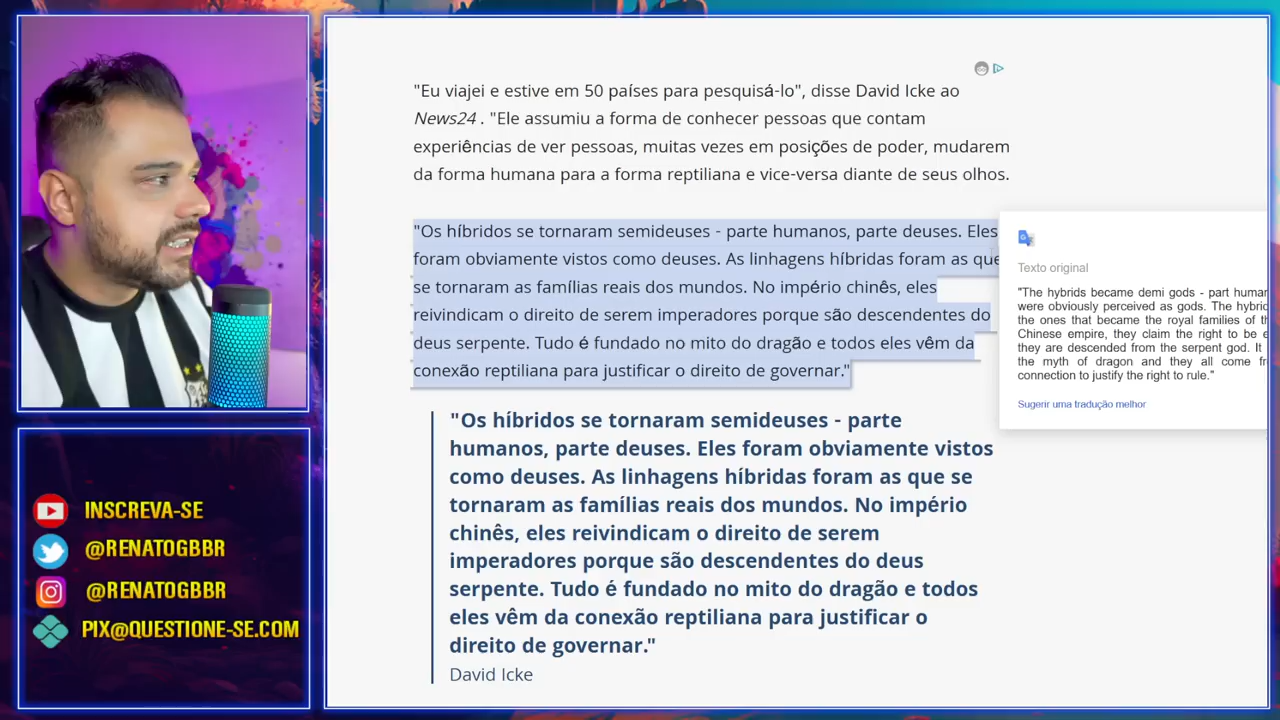 "Eu viajei e estive em 50 países para pesquisá-lo", disse David Icke ao
News24 . "Ele assumiu a forma de conhecer pessoas que contam
experiências de ver pessoas, muitas vezes em posições de poder, mudarem
da forma humana para a forma reptiliana e vice-versa diante de seus olhos.
"Os híbridos se tornaram semideuses - parte humanos, parte deuses. Eles
foram obviamente vistos como deuses. As linhagens híbridas foram as que
se tornaram as famílias reais dos mundos. No império chinês, eles
reivindicam o direito de serem imperadores porque são descendentes do
deus serpente. Tudo é fundado no mito do dragão e todos eles vêm da
conexão reptiliana para justificar o direito de governar."
Texto original
"The hybrids became demi gods - part human
were obviously perceived as gods. The hybri
the ones that became the royal families of t
Chinese empire, they claim the right to be e
they are descended from the serpent god. It
the myth of dragon and they all come fr
connection to justify the right to rule."
Sugerir uma tradução melhor
"Os híbridos se tornaram semideuses - parte
humanos, parte deuses. Eles foram obviamente vistos
como deuses. As linhagens híbridas foram as que se
tornaram as famílias reais dos mundos. No império
chinês, eles reivindicam o direito de serem
imperadores porque são descendentes do deus
serpente. Tudo é fundado no mito do dragão e todos
eles vêm da conexão reptiliana para justificar o
direito de governar."
David Icke
INSCREVA-SE
@RENATOGBBR
@RENATOGBBR
PIX@QUESTIONE-SE.COM